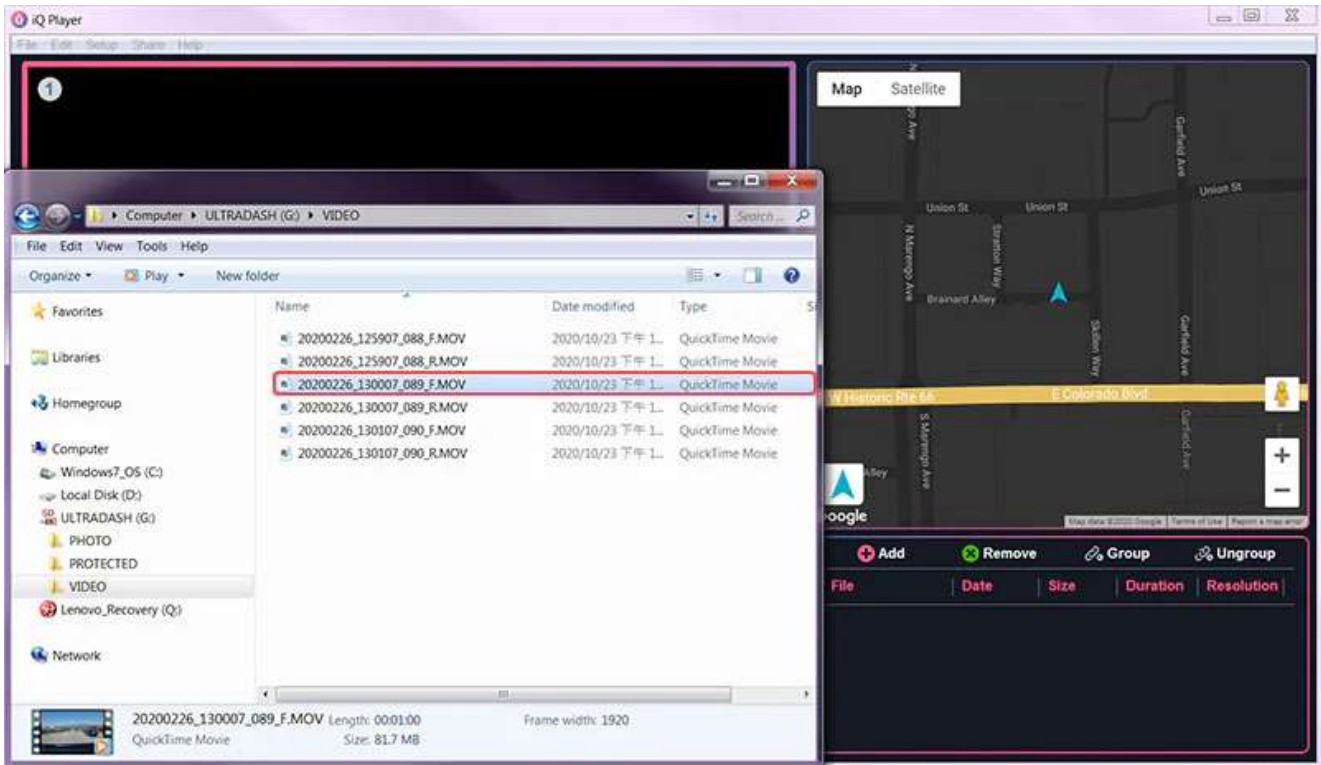 iQ Player
File Edit Setup Share Help
1
Map Satellite
Garfield Ave
Union St
Union St
Union St
N Marengo Ave
Stratton Way
Brainard Alley
Skillen Way
Garfield Ave
W Historic Rte 66
E Colorado Blvd
S Marengo Ave
Garfield Ave
Alley
oogle
Map data ©2020 Google Terms of Use Report a map error
Computer ULTRADASH (G:) VIDEO
Search ...
File Edit View Tools Help
Organize Play New folder
Favorites
Libraries
Homegroup
Computer
Windows7_OS (C:)
Local Disk (D:)
ULTRADASH (G:)
PHOTO
PROTECTED
VIDEO
Lenovo_Recovery (Q:)
Network
Name Date modified Type S
20200226_125907_088_F.MOV 2020/10/23 下午 1... QuickTime Movie
20200226_125907_088_R.MOV 2020/10/23 下午 1... QuickTime Movie
20200226_130007_089_F.MOV 2020/10/23 下午 1... QuickTime Movie
20200226_130007_089_R.MOV 2020/10/23 下午 1... QuickTime Movie
20200226_130107_090_F.MOV 2020/10/23 下午 1... QuickTime Movie
20200226_130107_090_R.MOV 2020/10/23 下午 1... QuickTime Movie
20200226_130007_089_F.MOV Length: 00:01:00 Frame width: 1920
QuickTime Movie Size: 81.7 MB
Add Remove Group Ungroup
File Date Size Duration Resolution